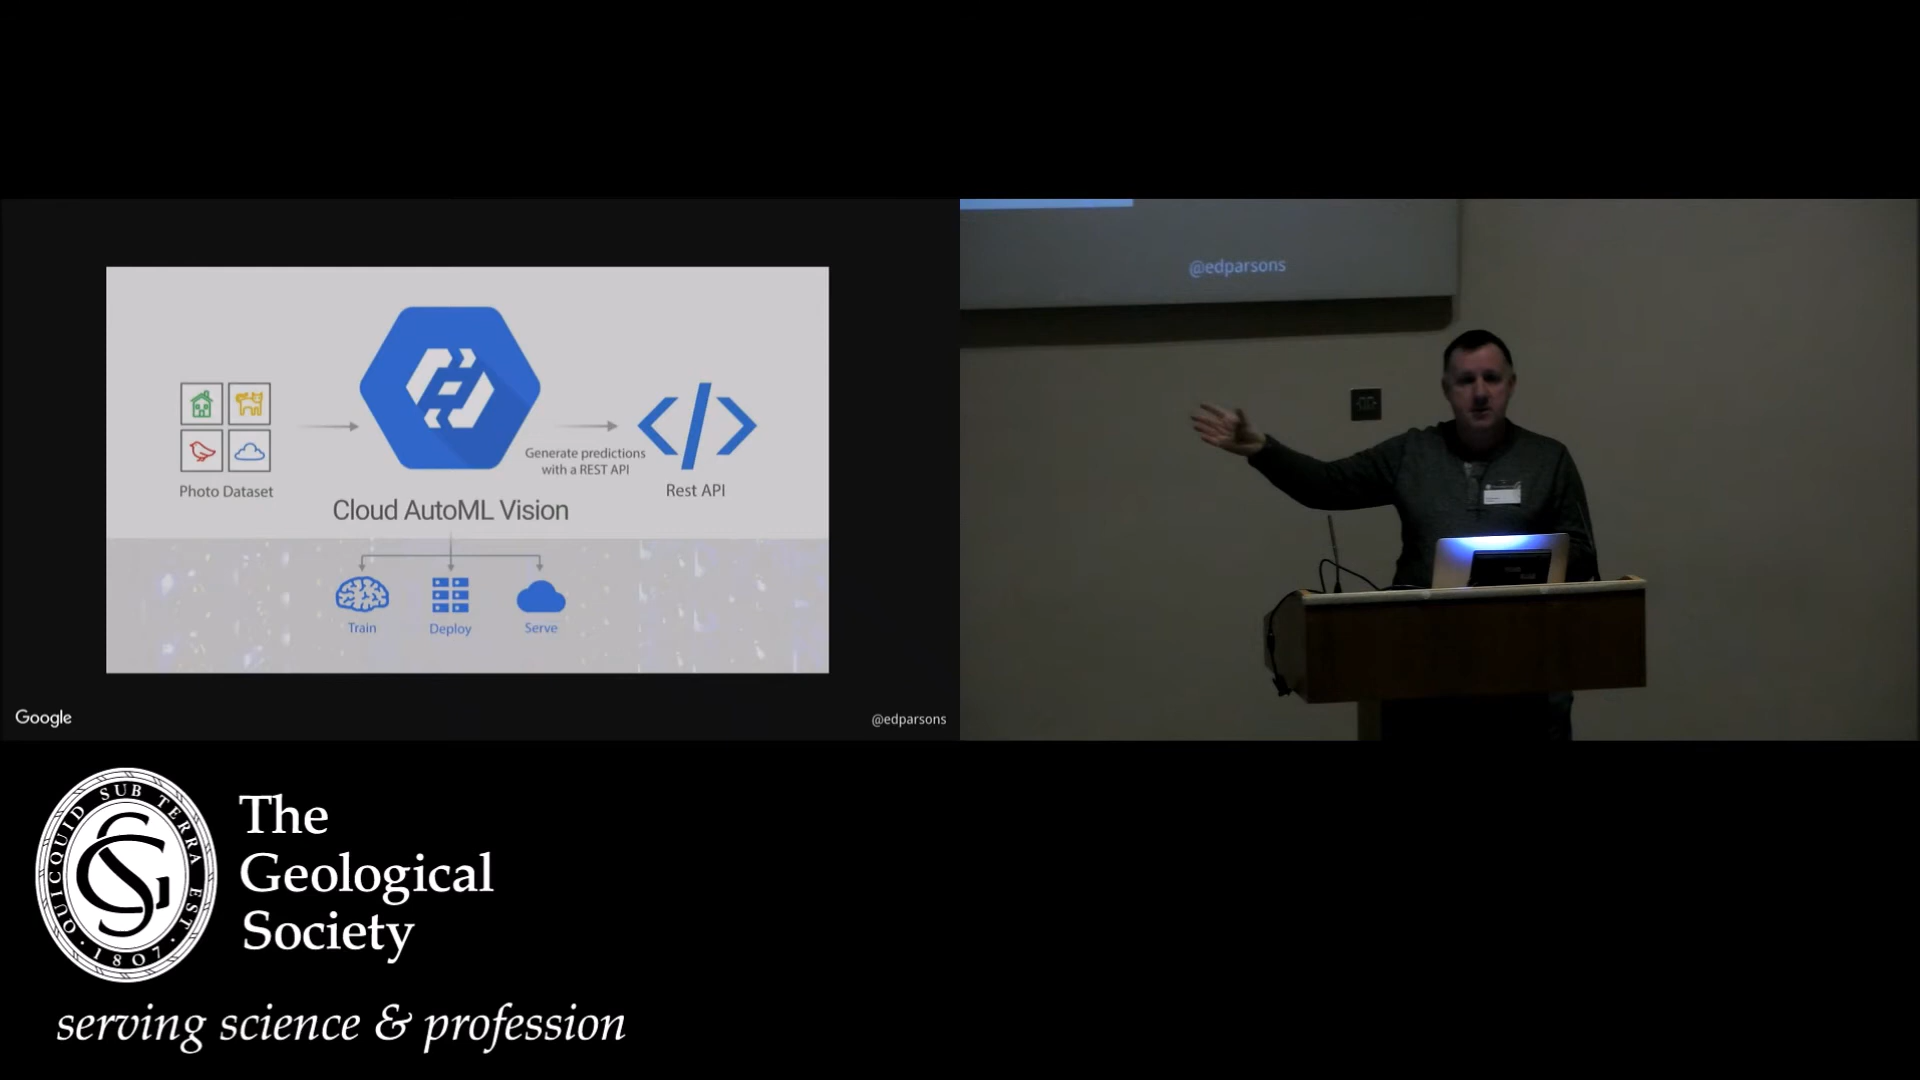 Photo Dataset
Generate predictions
with a REST API
Rest API
Cloud AutoML Vision
Train
Deploy
Serve
Google
@edparsons
@edparsons
QUICQUID SUB TERRA EST
· 1807 ·
The
Geological
Society
serving science & profession